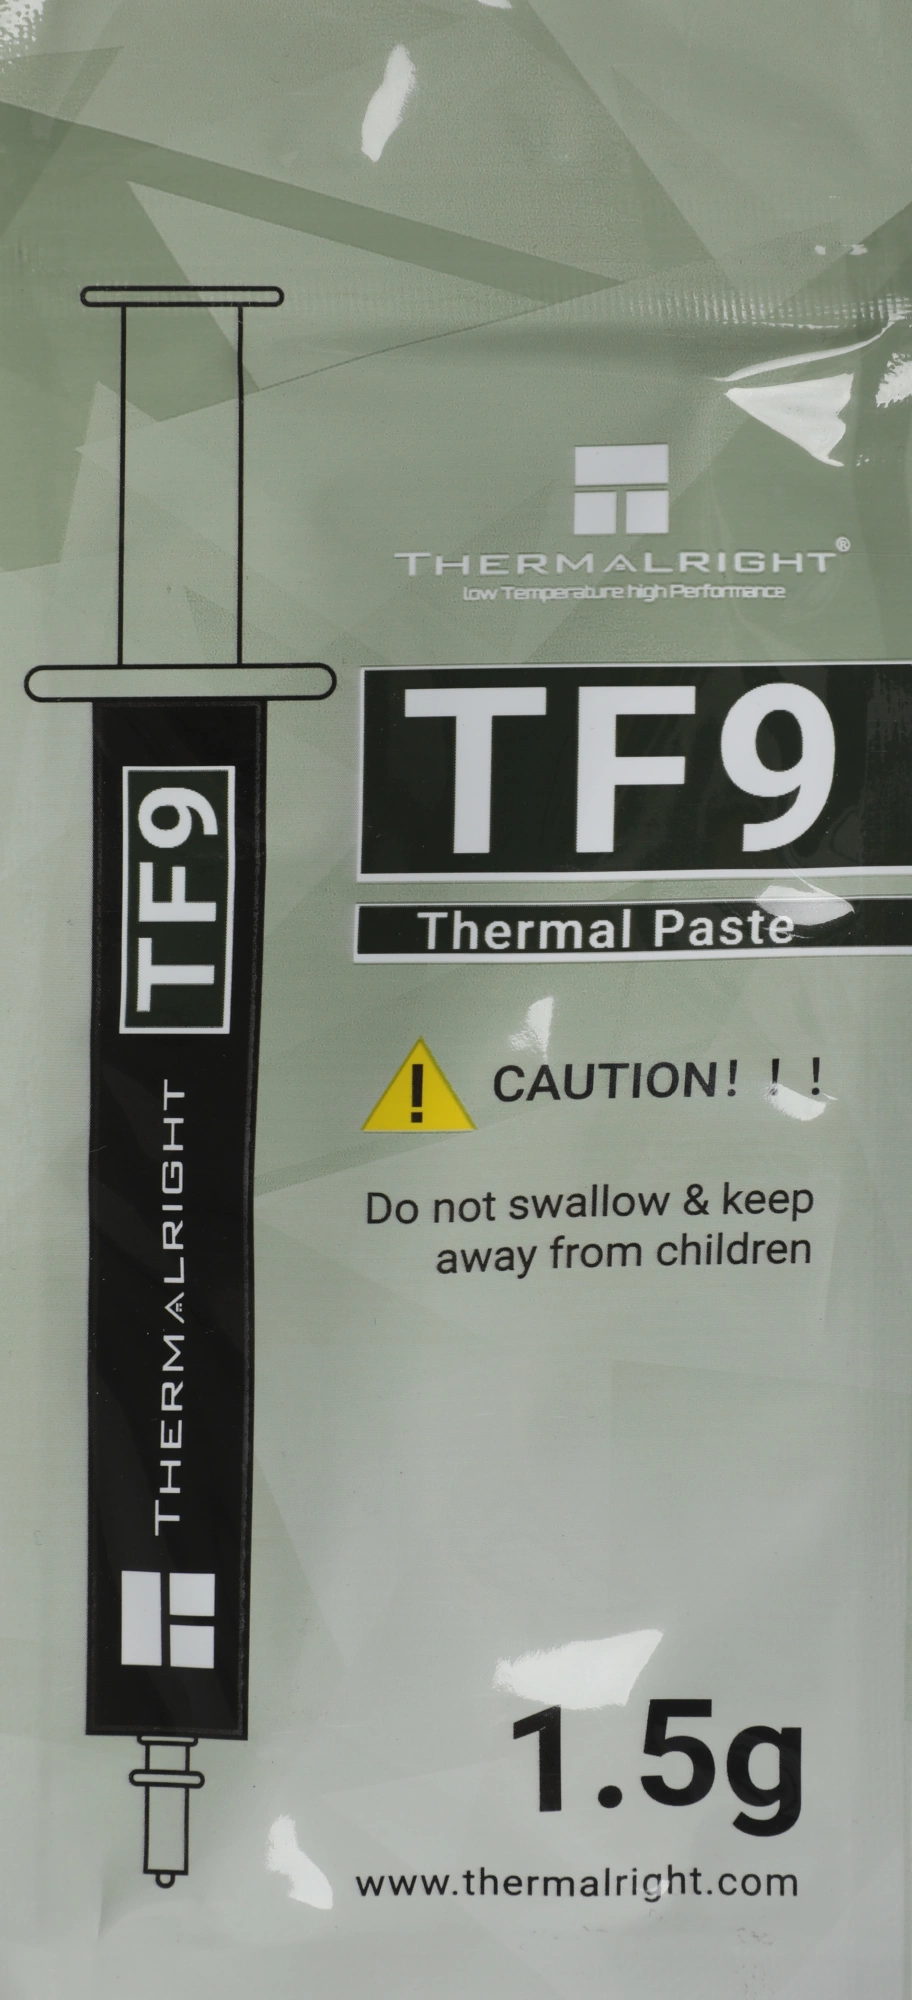 THERMALRIGHT®
low Temperature high Performance
TF9
Thermal Paste
CAUTION! ! !
Do not swallow & keep
away from children
TF9
THERMALRIGHT
1.5g
www.thermalright.com